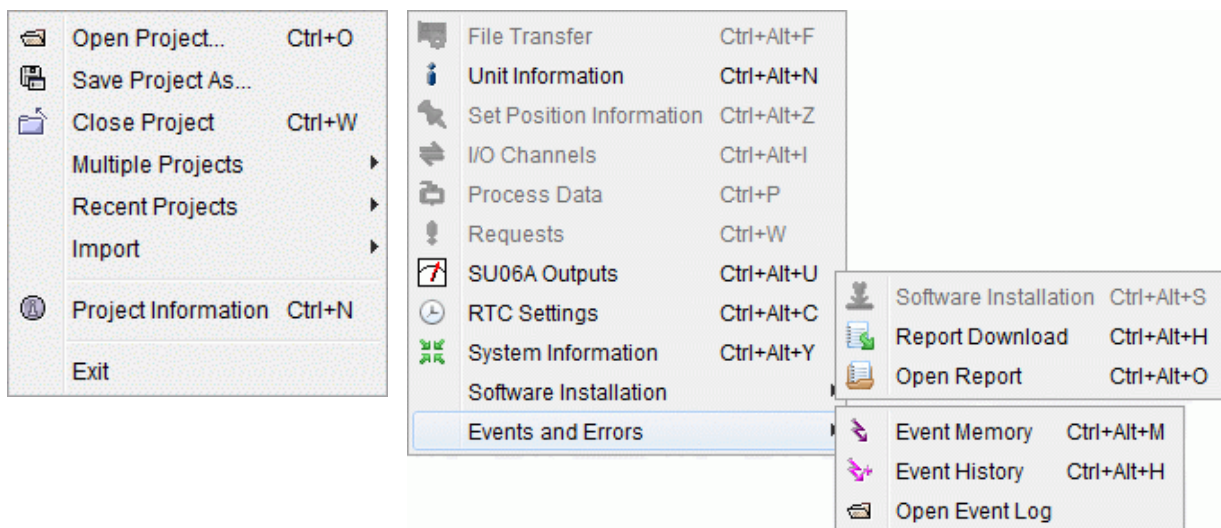 Open Project... Ctrl+O
Save Project As...
Close Project Ctrl+W
Multiple Projects
Recent Projects
Import
Project Information Ctrl+N
Exit
File Transfer Ctrl+Alt+F
Unit Information Ctrl+Alt+N
Set Position Information Ctrl+Alt+Z
I/O Channels Ctrl+Alt+I
Process Data Ctrl+P
Requests Ctrl+W
SU06A Outputs Ctrl+Alt+U
RTC Settings Ctrl+Alt+C
System Information Ctrl+Alt+Y
Software Installation
Events and Errors
Software Installation Ctrl+Alt+S
Report Download Ctrl+Alt+H
Open Report Ctrl+Alt+O
Event Memory Ctrl+Alt+M
Event History Ctrl+Alt+H
Open Event Log